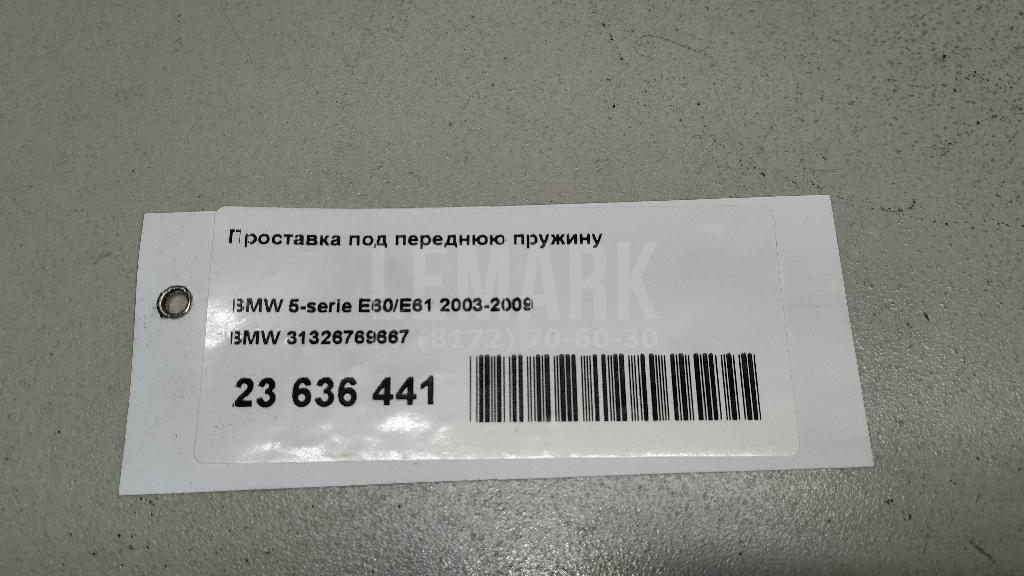 Проставка под переднюю пружину
LEMARK
BMW 5-serie E60/E61 2003-2009
BMW 31326769667
(8172) 70-60-30
23 636 441